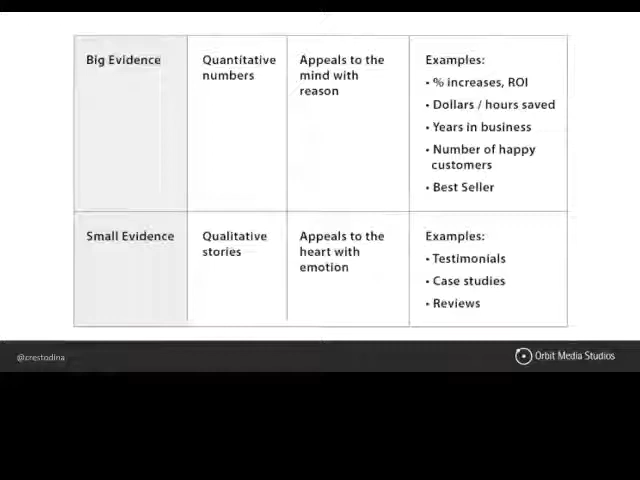 Big Evidence
Quantitative
numbers
Appeals to the
mind with
reason
Examples:
• % increases, ROI
• Dollars / hours saved
• Years in business
• Number of happy
customers
• Best Seller
Small Evidence
Qualitative
stories
Appeals to the
heart with
emotion
Examples:
• Testimonials
• Case studies
• Reviews
@crestodina
Orbit Media Studios